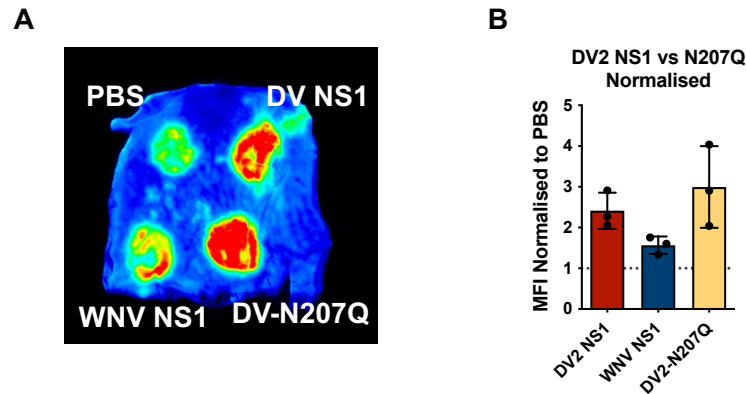 A
PBS DV NS1
WNV NS1 DV-N207Q
B
DV2 NS1 vs N207Q
Normalised
MFI Normalised to PBS
5
4
3
2
1
0
DV2 NS1
WNV NS1
DV2-N207Q